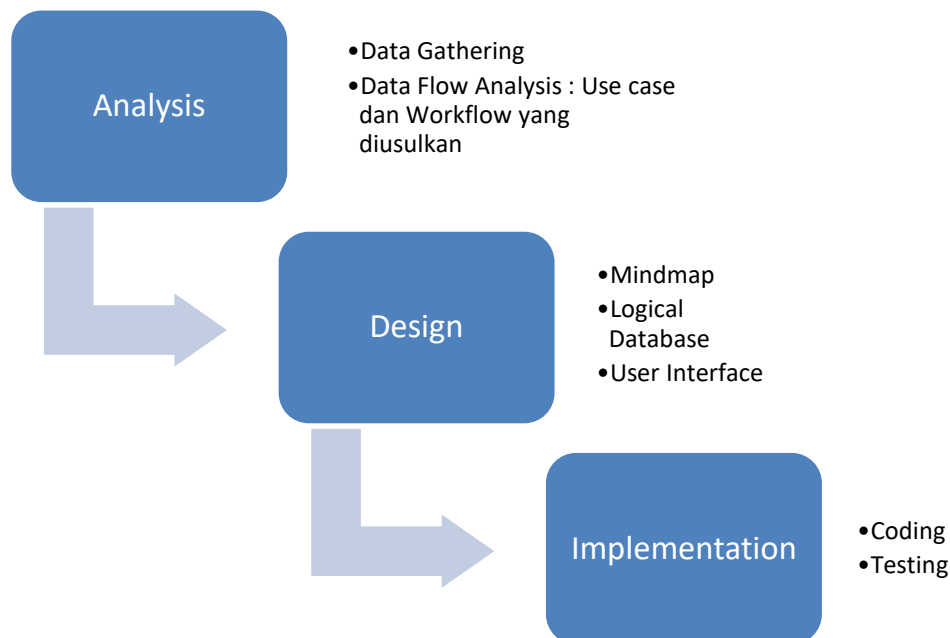 Analysis
•Data Gathering
•Data Flow Analysis : Use case
dan Workflow yang
diusulkan
Design
•Mindmap
•Logical
Database
•User Interface
Implementation
•Coding
•Testing